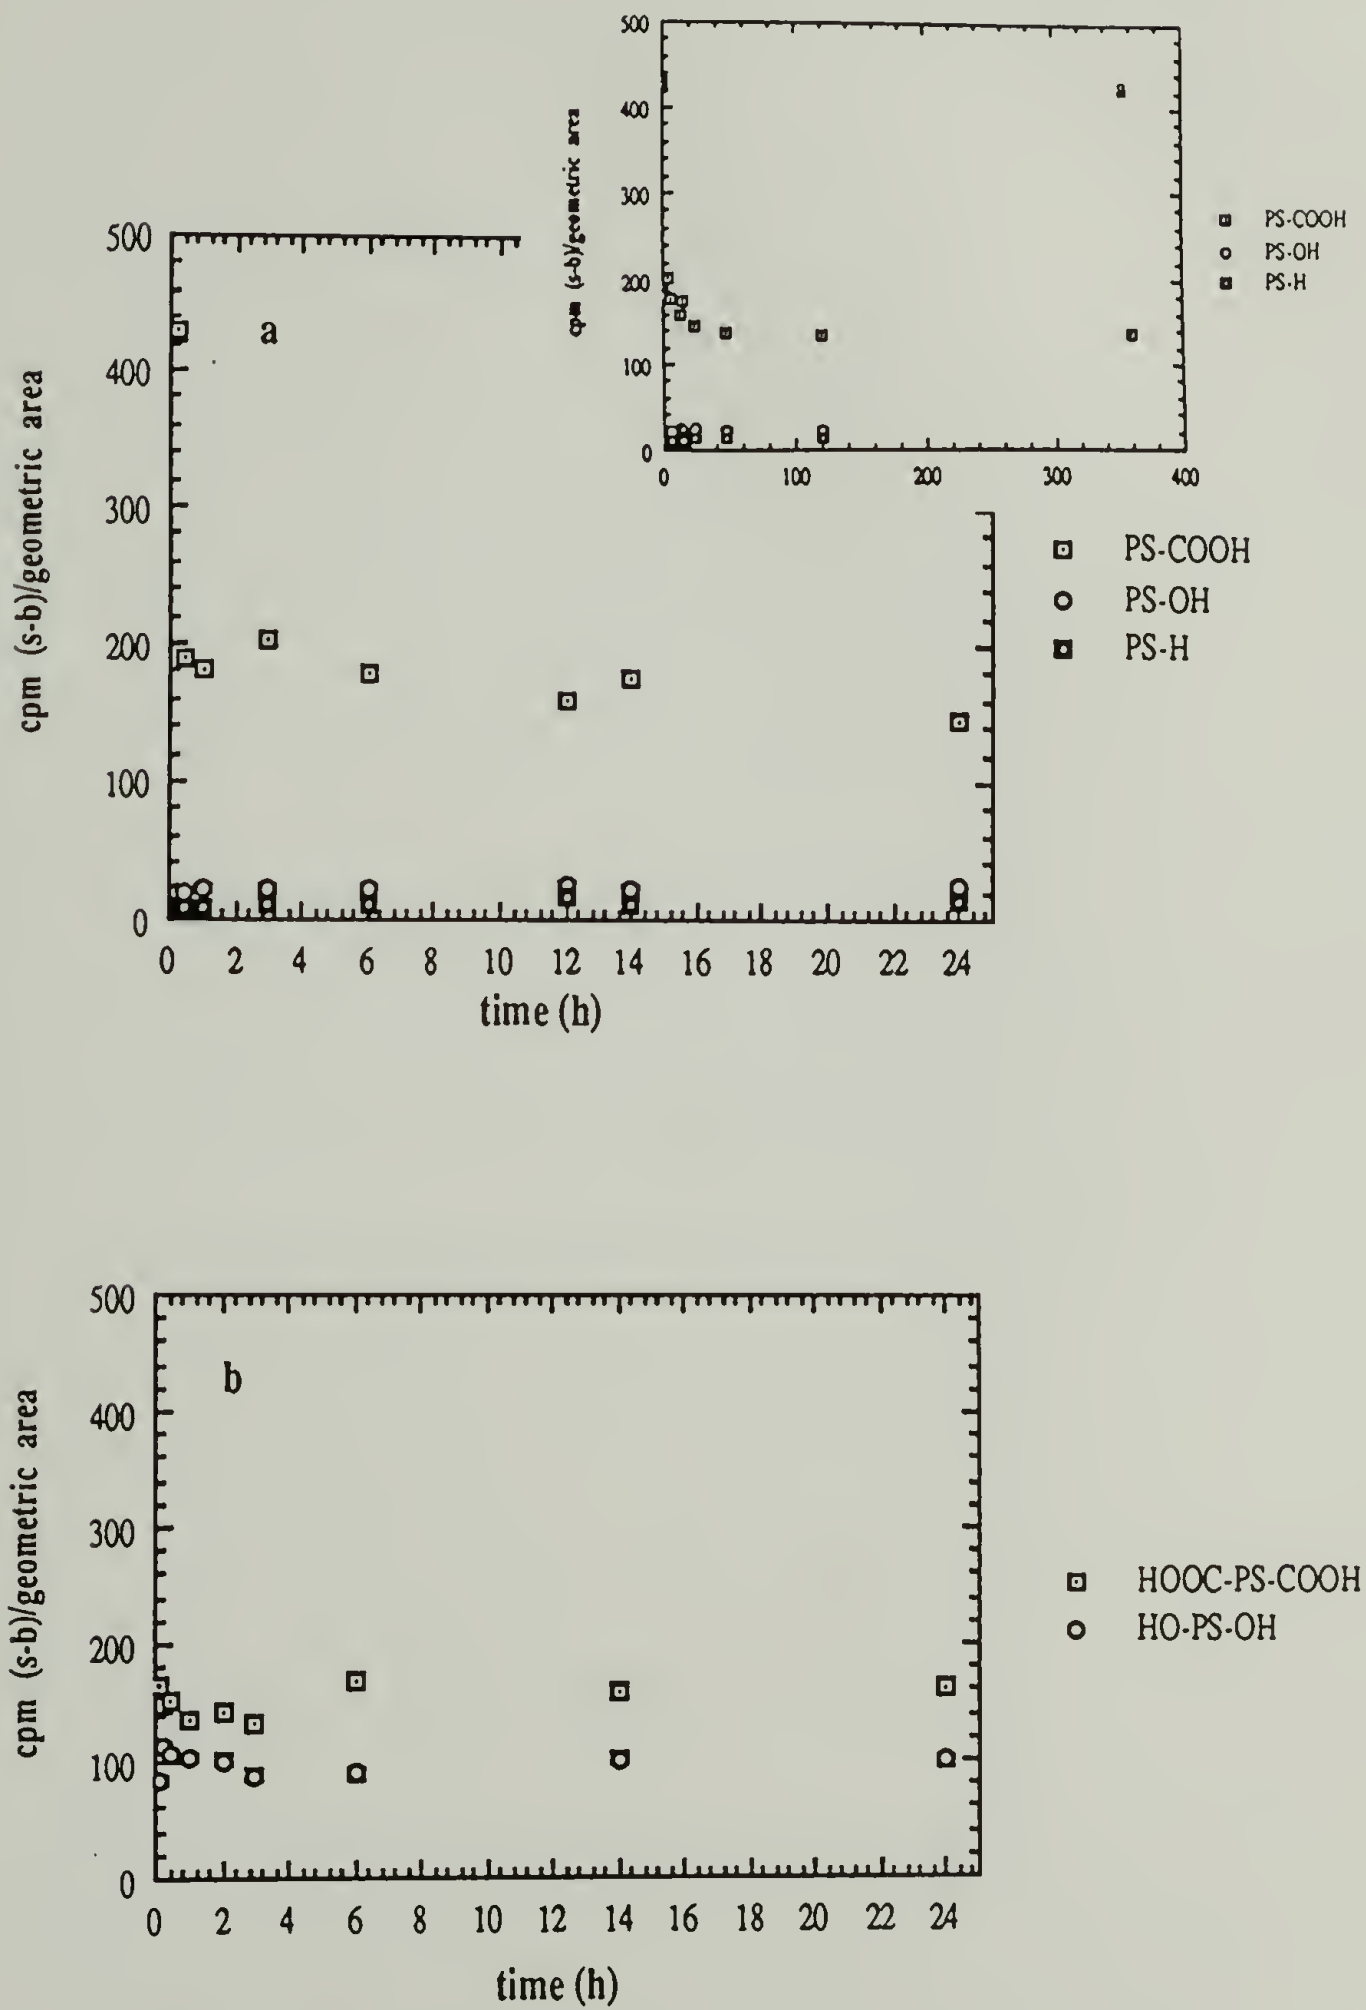 500
400
300
200
100
0
cpm (s-b)/geometric area
a
0 100 200 300 400
PS-COOH
PS-OH
PS-H
500
400
300
200
100
0
cpm (s-b)/geometric area
a
0 2 4 6 8 10 12 14 16 18 20 22 24
time (h)
PS-COOH
PS-OH
PS-H
500
400
300
200
100
0
cpm (s-b)/geometric area
b
0 2 4 6 8 10 12 14 16 18 20 22 24
time (h)
HOOC-PS-COOH
HO-PS-OH